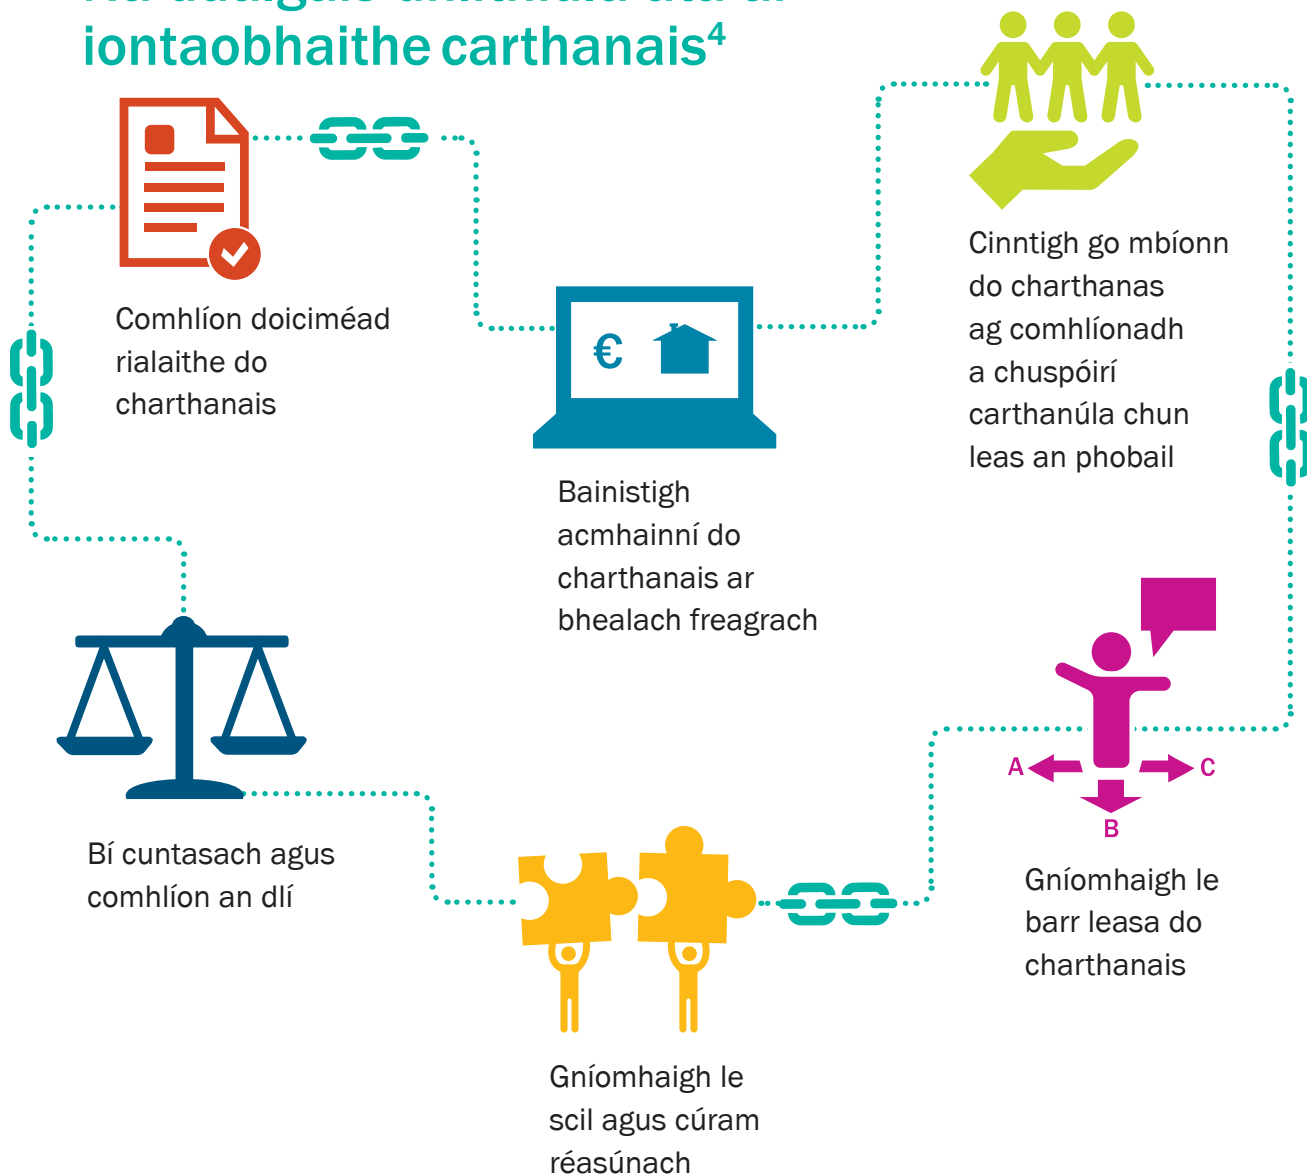 iontaobhaithe carthanais⁴
Comhlíon doiciméad
rialaithe do
charthanais
€
Bainistigh
acmhainní do
charthanais ar
bhealach freagrach
Cinntigh go mbíonn
do charthanas
ag comhlíonadh
a chuspóirí
carthanúla chun
leas an phobail
Bí cuntasach agus
comhlíon an dlí
Gníomhaigh le
scil agus cúram
réasúnach
A
C
B
Gníomhaigh le
barr leasa do
charthanais